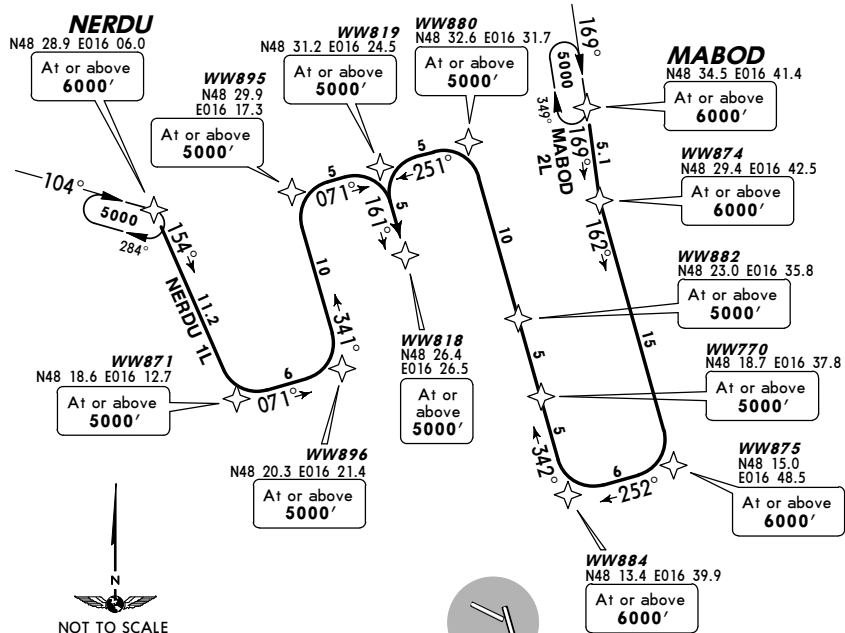 NERDU
N48 28.9 E016 06.0
At or above
6000'
WW895
N48 29.9
E016 17.3
At or above
5000'
WW819
N48 31.2 E016 24.5
At or above
5000'
WW880
N48 32.6 E016 31.7
At or above
5000'
169°
5000
349°
169°
MABOD
2L
5.1
MABOD
N48 34.5 E016 41.4
At or above
6000'
WW874
N48 29.4 E016 42.5
At or above
6000'
162°
15
WW882
N48 23.0 E016 35.8
At or above
5000'
WW770
N48 18.7 E016 37.8
At or above
5000'
WW875
N48 15.0
E016 48.5
At or above
6000'
104°
5000
284°
154°
11.2
NERDU 1L
5
071°
161°
5
5
251°
10
10
341°
6
071°
5
5
342°
6
252°
WW871
N48 18.6 E016 12.7
At or above
5000'
WW896
N48 20.3 E016 21.4
At or above
5000'
WW818
N48 26.4
E016 26.5
At or
above
5000'
WW884
N48 13.4 E016 39.9
At or above
6000'
N
NOT TO SCALE